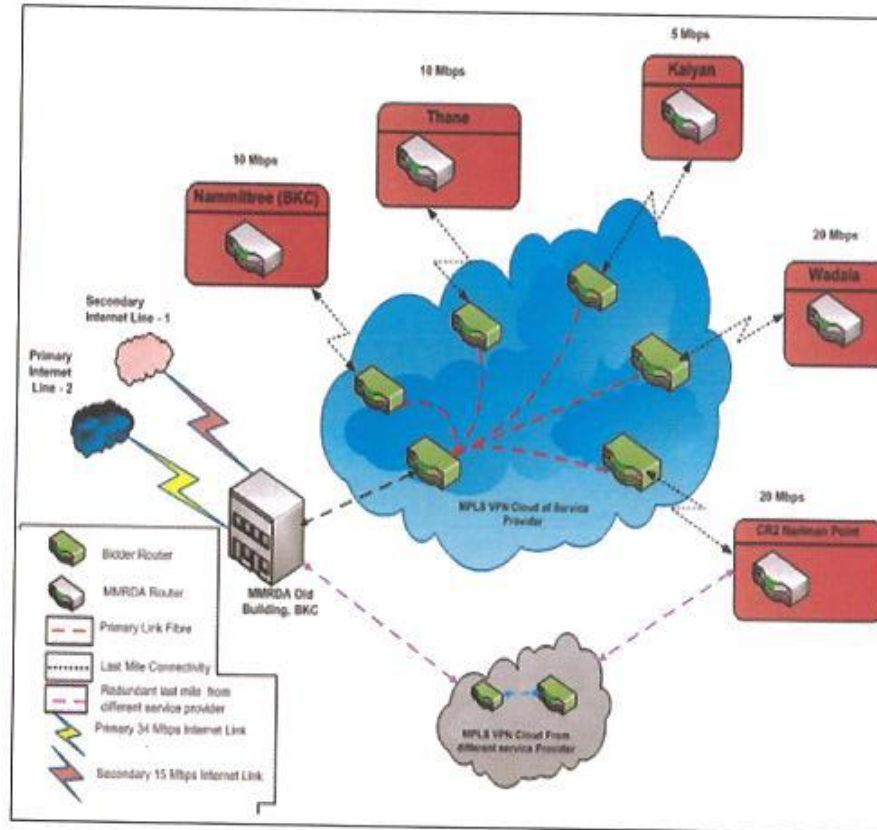 5 Mbps
Kalyan
10 Mbps
Thane
10 Mbps
Nammittree (BKC)
20 Mbps
Wadala
Secondary
Internet Line - 1
Primary
Internet
Line - 2
MPLS VPN Cloud of Service
Provider
20 Mbps
CR2 Nariman Point
MMRDA Old
Building, BKC
Bidder Router
MMRDA Router
Primary Link Fibre
Last Mile Connectivity
Redundant last mile from
different service provider
Primary 34 Mbps Internet Link
Secondary 15 Mbps Internet Link
MPLS VPN Cloud From
different service Provider